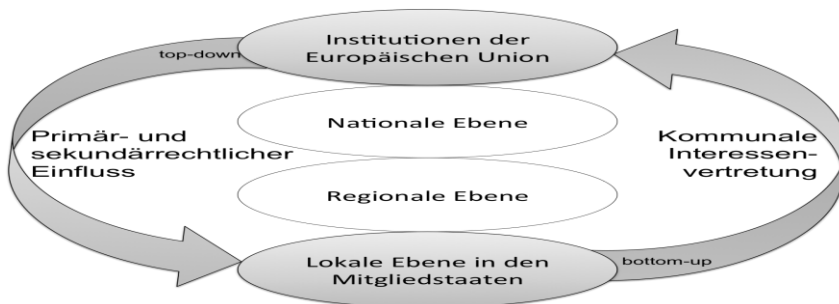 Institutionen der
Europäischen Union
top-down
Nationale Ebene
Primär- und
sekundärrechtlicher
Einfluss
Kommunale
Interessen-
vertretung
Regionale Ebene
Lokale Ebene in den
Mitgliedstaaten
bottom-up